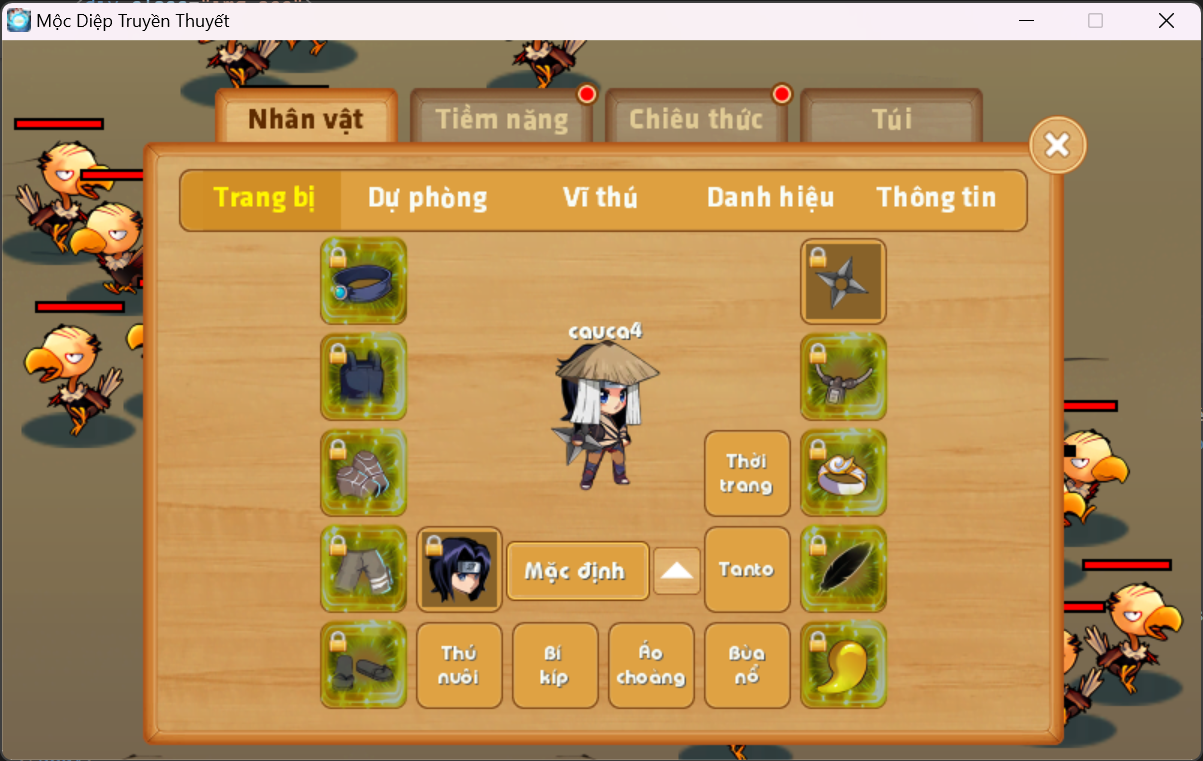 Mộc Diệp Truyền Thuyết
Nhân vật
Tiềm năng
Chiêu thức
Túi
Trang bị
Dự phòng
Vĩ thú
Danh hiệu
Thông tin
cauca4
Thời
trang
Mặc định
Tanto
Thú
nuôi
Bí
kíp
Áo
choàng
Bùa
nổ